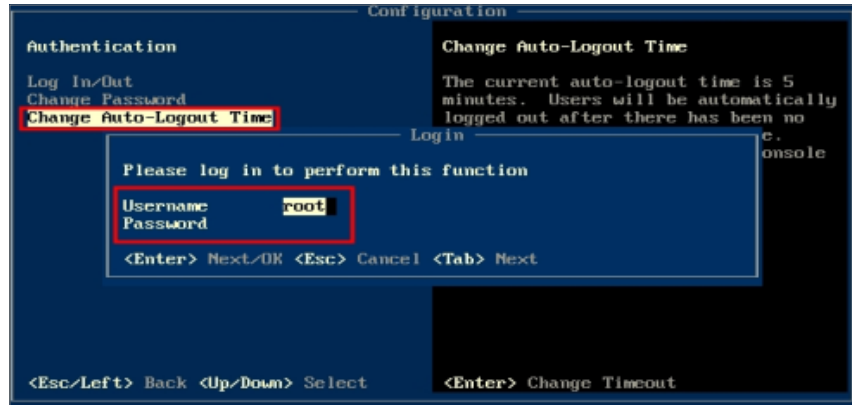 Configuration
Authentication
Log In/Out
Change Password
Change Auto-Logout Time
Change Auto-Logout Time
The current auto-logout time is 5
minutes. Users will be automatically
logged out after there has been no
e.
onsole
Login
Please log in to perform this function
Username root
Password
<Enter> Next/OK <Esc> Cancel <Tab> Next
<Esc/Left> Back <Up/Down> Select
<Enter> Change Timeout